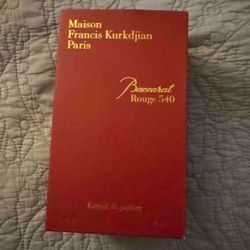 Maison
Francis Kurkdjian
Paris
Baccarat
Rouge 540
Extrait de parfum